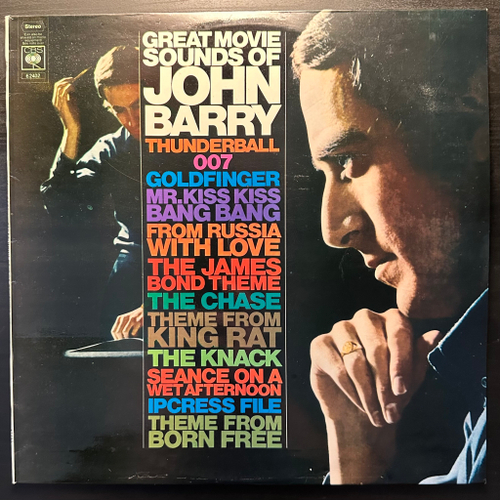 Stereo
CBS
62402
GREAT MOVIE
SOUNDS OF
JOHN
BARRY
THUNDERBALL
007
GOLDFINGER
MR. KISS KISS
BANG BANG
FROM RUSSIA
WITH LOVE
THE JAMES
BOND THEME
THE CHASE
THEME FROM
KING RAT
THE KNACK
SEANCE ON A
WET AFTERNOON
IPCRESS FILE
THEME FROM
BORN FREE